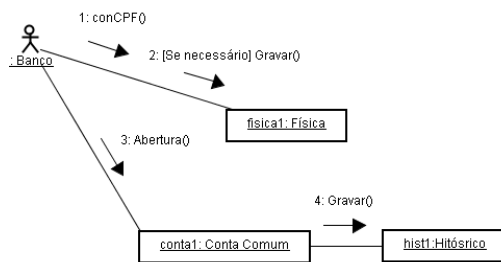 1: conCPF()
2: [Se necessário] Gravar()
: Banco
fisica1: Física
3: Abertura()
4: Gravar()
conta1: Conta Comum
hist1:Hitósrico